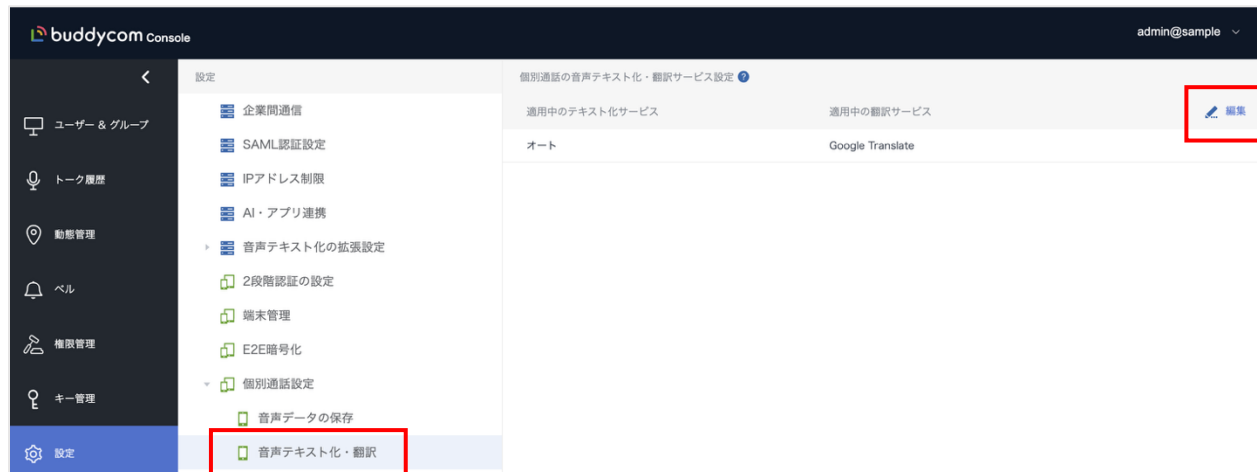 buddycom Console
admin@sample
設定
個別通話の音声テキスト化・翻訳サービス設定 ?
ユーザー & グループ
トーク履歴
動態管理
ベル
権限管理
キー管理
設定
企業間通信
SAML認証設定
IPアドレス制限
AI・アプリ連携
音声テキスト化の拡張設定
2段階認証の設定
端末管理
E2E暗号化
個別通話設定
音声データの保存
音声テキスト化・翻訳
適用中のテキスト化サービス
適用中の翻訳サービス
編集
オート
Google Translate